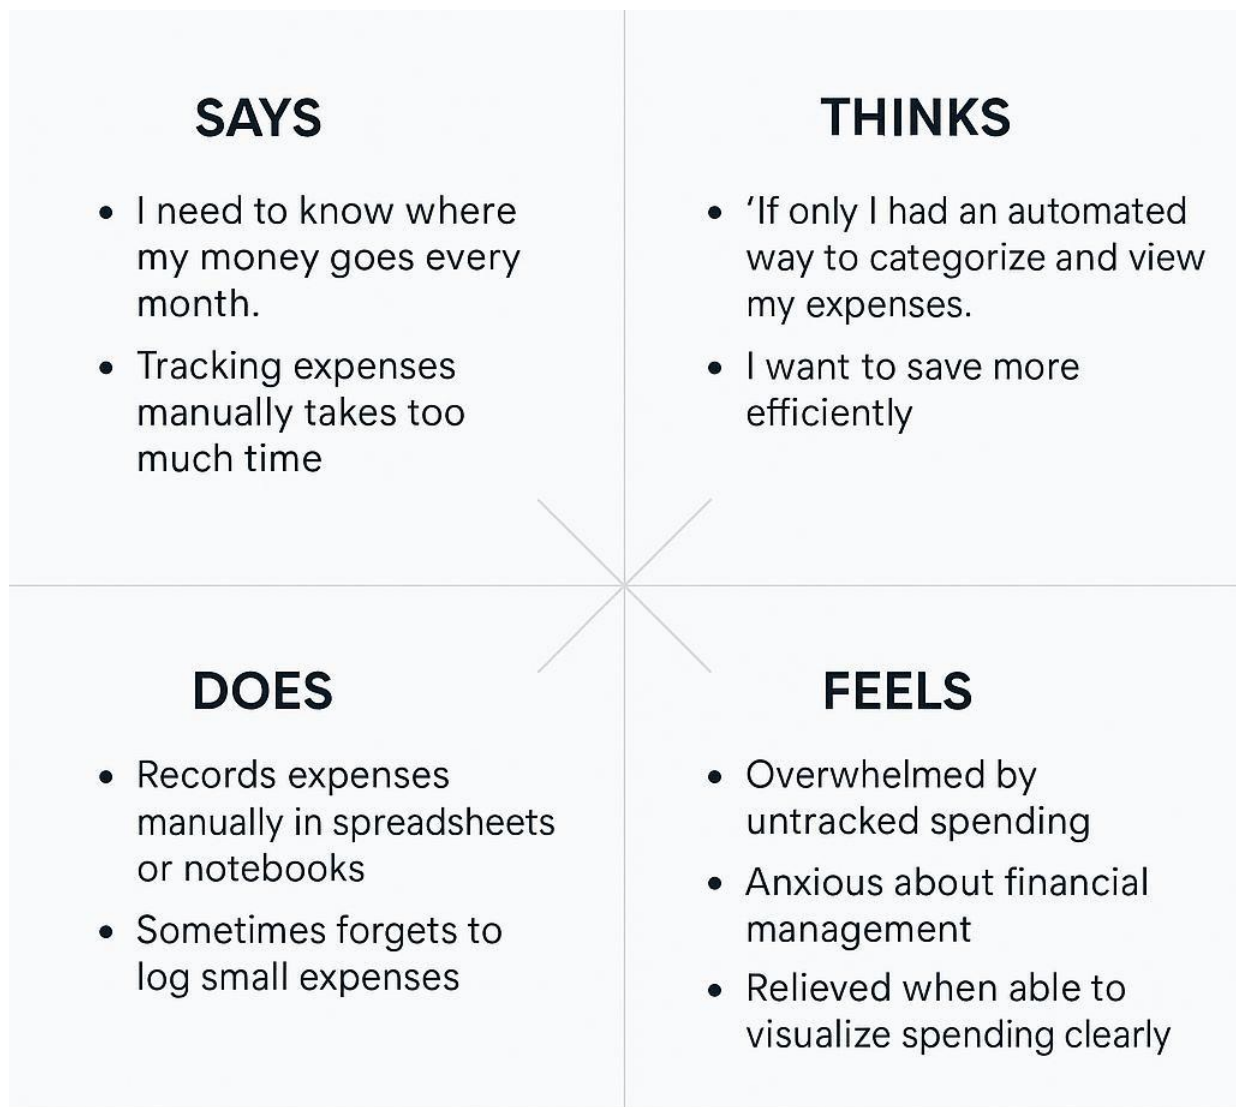 SAYS
• I need to know where
my money goes every
month.
• Tracking expenses
manually takes too
much time
THINKS
• ‘If only I had an automated
way to categorize and view
my expenses.
• I want to save more
efficiently
DOES
• Records expenses
manually in spreadsheets
or notebooks
• Sometimes forgets to
log small expenses
FEELS
• Overwhelmed by
untracked spending
• Anxious about financial
management
• Relieved when able to
visualize spending clearly